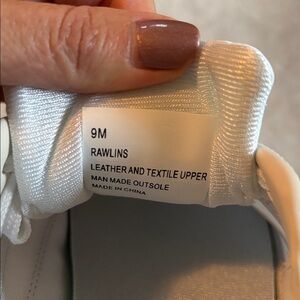 9M
RAWLINS
LEATHER AND TEXTILE UPPER
MAN MADE OUTSOLE
MADE IN CHINA